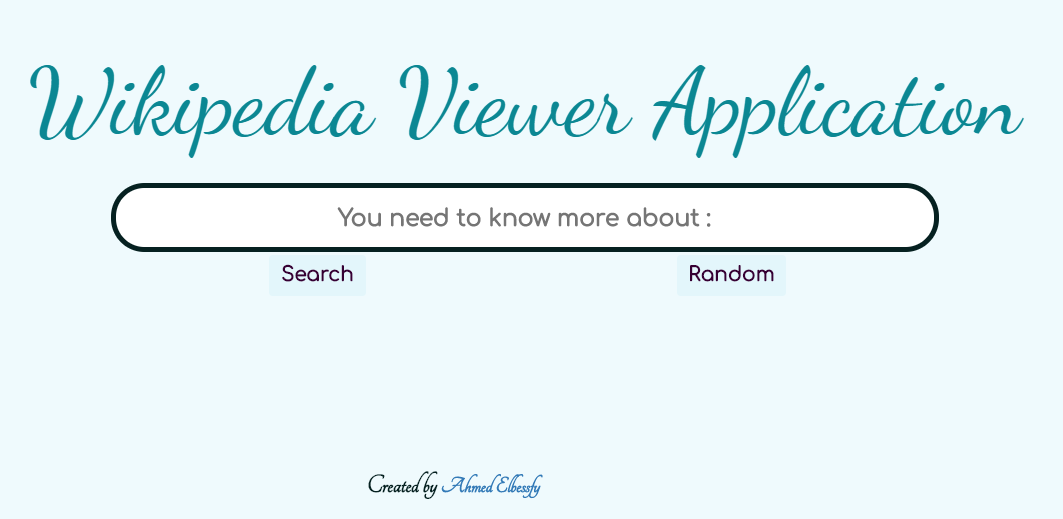 Wikipedia Viewer Application
You need to know more about :
Search
Random
Created by Ahmed Elbessfy